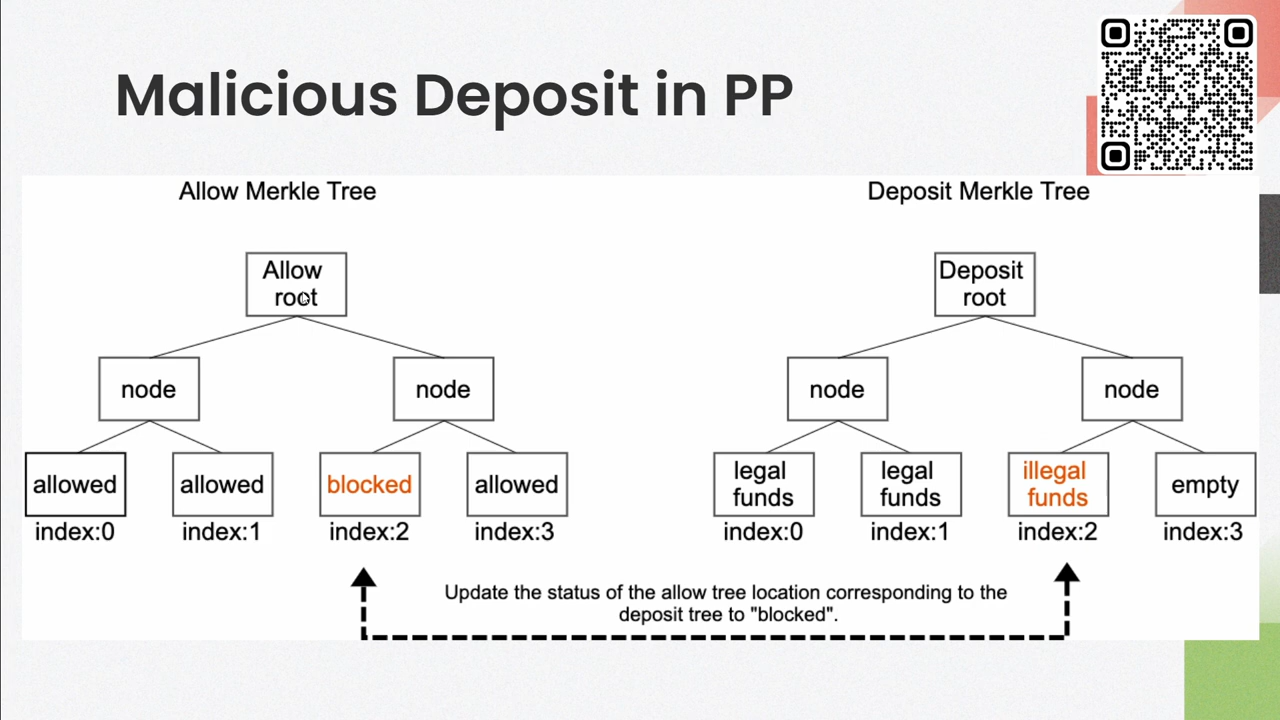 Malicious Deposit in PP
Allow Merkle Tree
Deposit Merkle Tree
Allow
root
Deposit
root
node
node
node
node
allowed
allowed
blocked
allowed
legal
funds
legal
funds
illegal
funds
empty
index:0
index:1
index:2
index:3
index:0
index:1
index:2
index:3
Update the status of the allow tree location corresponding to the
deposit tree to "blocked".